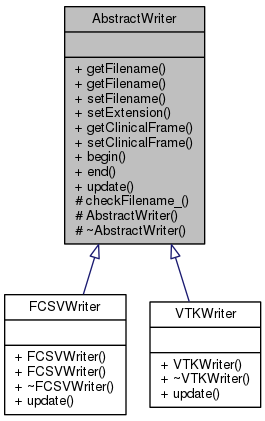 AbstractWriter
+ getFilename()
+ getFilename()
+ setFilename()
+ setExtension()
+ getClinicalFrame()
+ setClinicalFrame()
+ begin()
+ end()
+ update()
# checkFilename_()
# AbstractWriter()
# ~AbstractWriter()
FCSVWriter
+ FCSVWriter()
+ FCSVWriter()
+ ~FCSVWriter()
+ update()
VTKWriter
+ VTKWriter()
+ ~VTKWriter()
+ update()